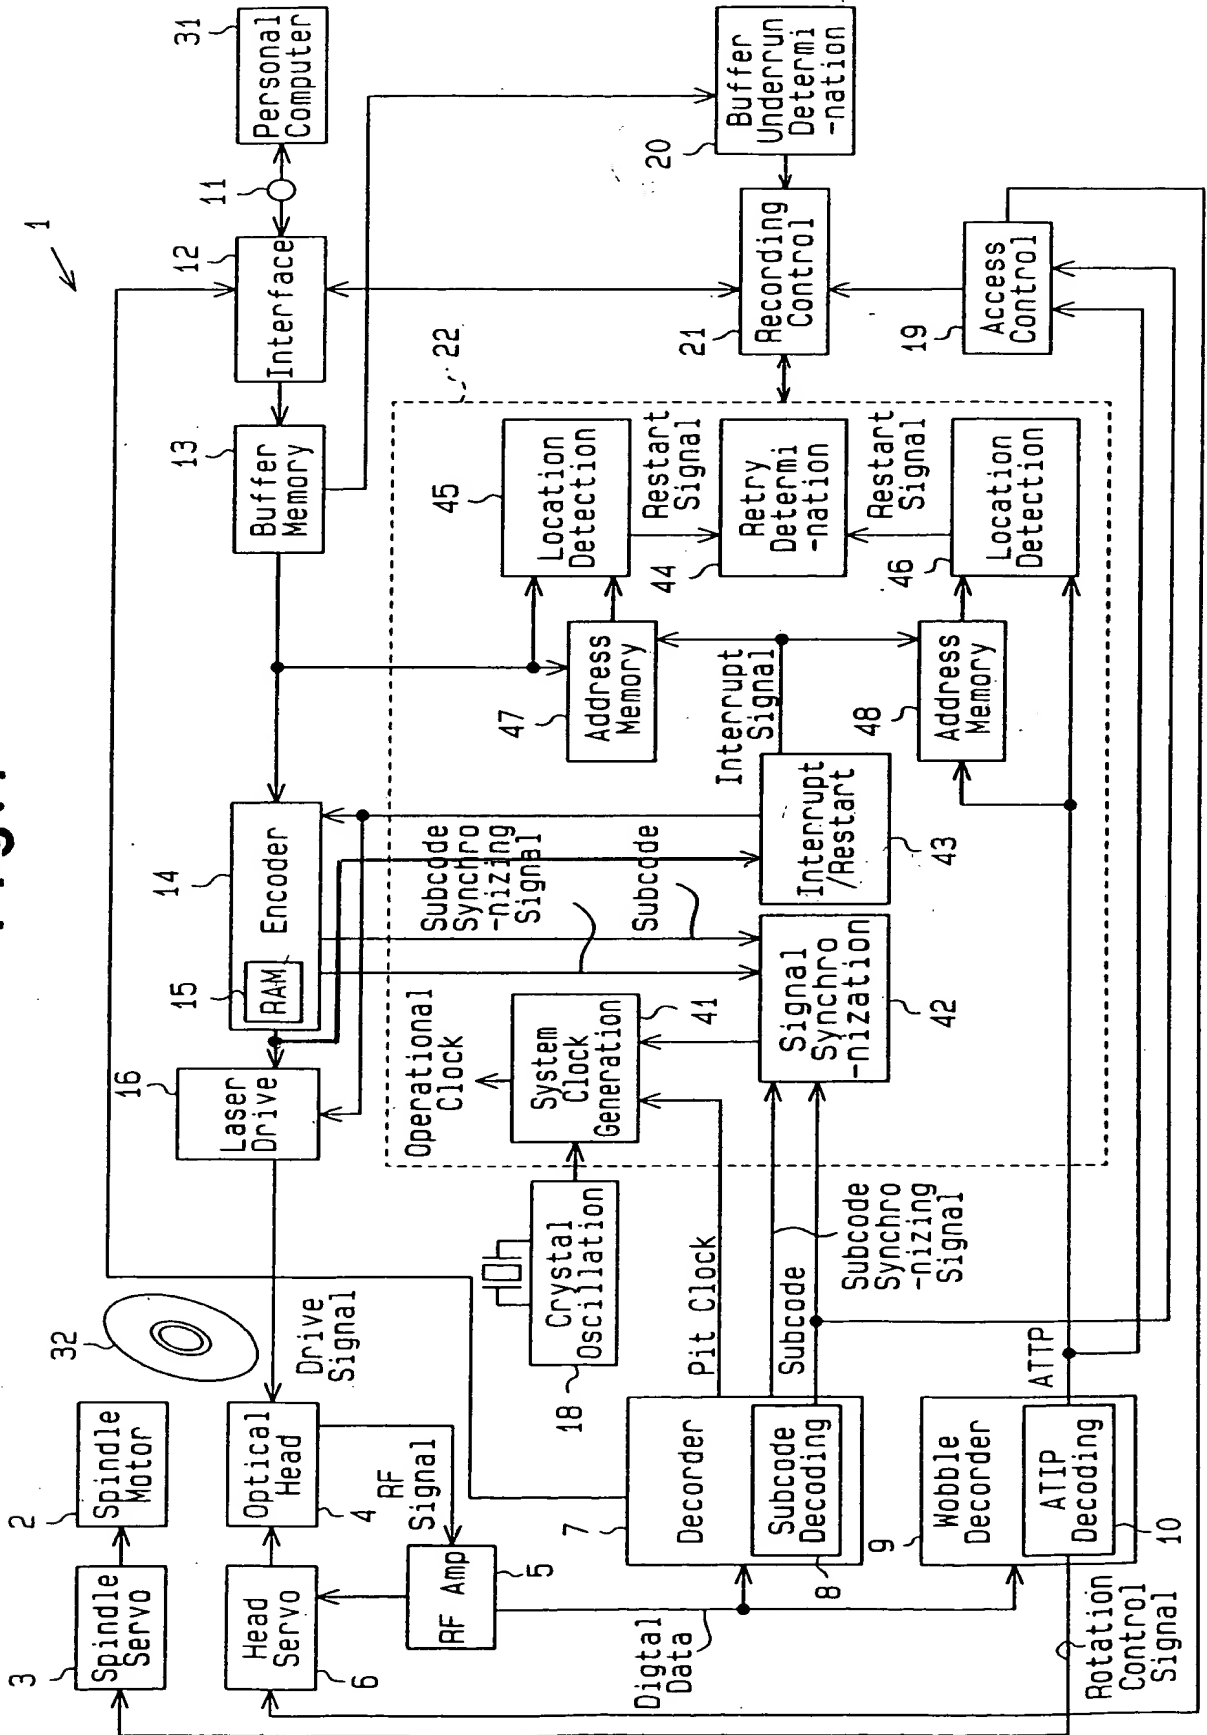 Fig.1
1
2
Spindle
Motor
3
Spindle
Servo
32
Optical
Head
4
Head
Servo
6
Drive
Signal
RF
Signal
RF Amp
5
Digtal
Data
16
Laser
Drive
14
Encoder
15
RAM
13
Buffer
Memory
12
Interface
11
31
Personal
Computer
20
Buffer
Underrun
Determi
-nation
21
Recording
Control
19
Access
Control
22
45
Location
Detection
Restart
Signal
44
Retry
Determi
-nation
Restart
Signal
46
Location
Detection
47
Address
Memory
Interrupt
Signal
48
Address
Memory
Interrupt
/Restart
43
Subcode
Synchro
-nizing
Signal
Subcode
Signal
Synchro
-nization
42
Operational
Clock
System
Clock
Generation
41
Crystal
Oscillation
18
Pit Clock
Subcode
Subcode
Synchro
-nizing
Signal
7
Decorder
Subcode
Decoding
8
9
Wobble
Decorder
ATIP
Decoding
10
ATTP
Rotation
Control
Signal